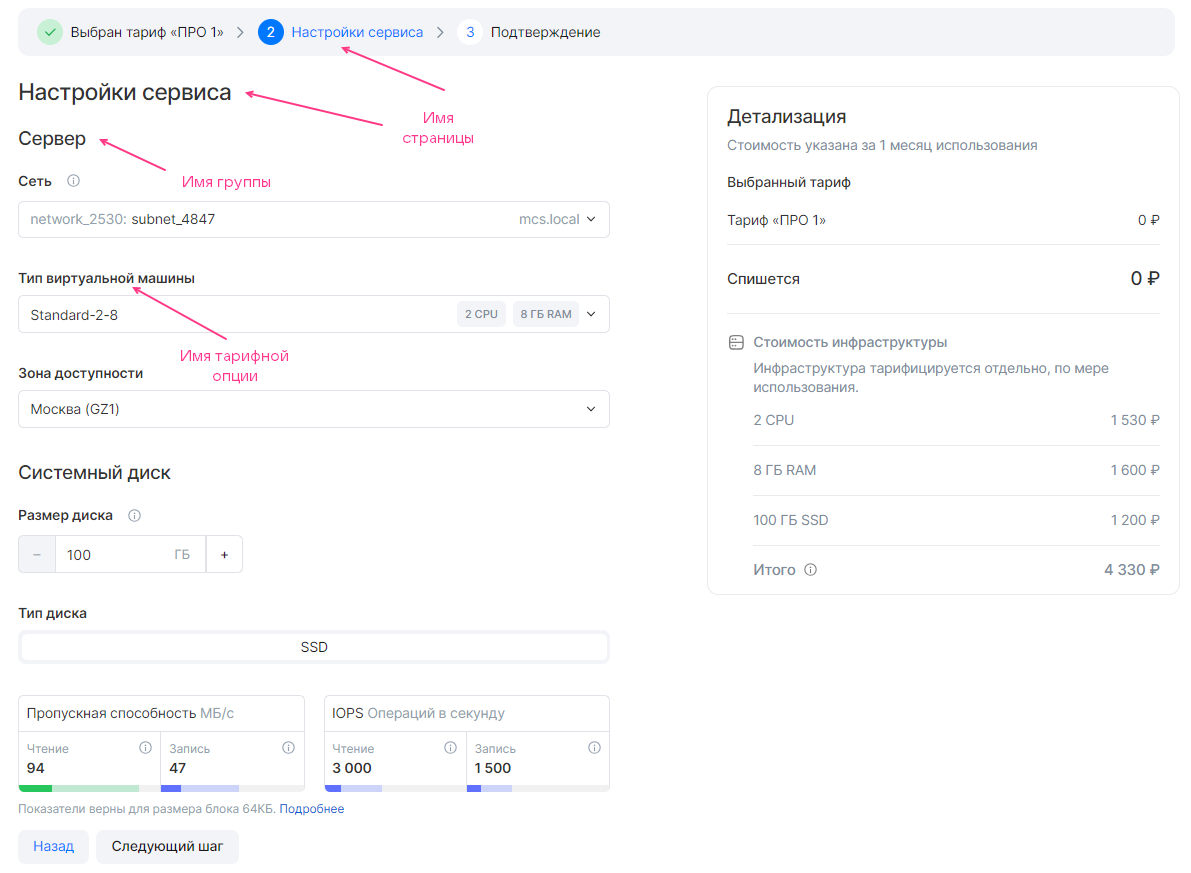 Выбран тариф «ПРО 1»
2 Настройки сервиса
3 Подтверждение
Настройки сервиса
Имя
страницы
Сервер
Имя группы
Сеть
network_2530: subnet_4847 mcs.local
Тип виртуальной машины
Standard-2-8 2 CPU 8 ГБ RAM
Имя тарифной
опции
Зона доступности
Москва (GZ1)
Системный диск
Размер диска
− 100 ГБ +
Тип диска
SSD
Пропускная способность МБ/с
Чтение
94
Запись
47
IOPS Операций в секунду
Чтение
3 000
Запись
1 500
Показатели верны для размера блока 64КБ. Подробнее
Назад
Следующий шаг
Детализация
Стоимость указана за 1 месяц использования
Выбранный тариф
Тариф «ПРО 1» 0 ₽
Спишется 0 ₽
Стоимость инфраструктуры
Инфраструктура тарифицируется отдельно, по мере
использования.
2 CPU 1 530 ₽
8 ГБ RAM 1 600 ₽
100 ГБ SSD 1 200 ₽
Итого 4 330 ₽